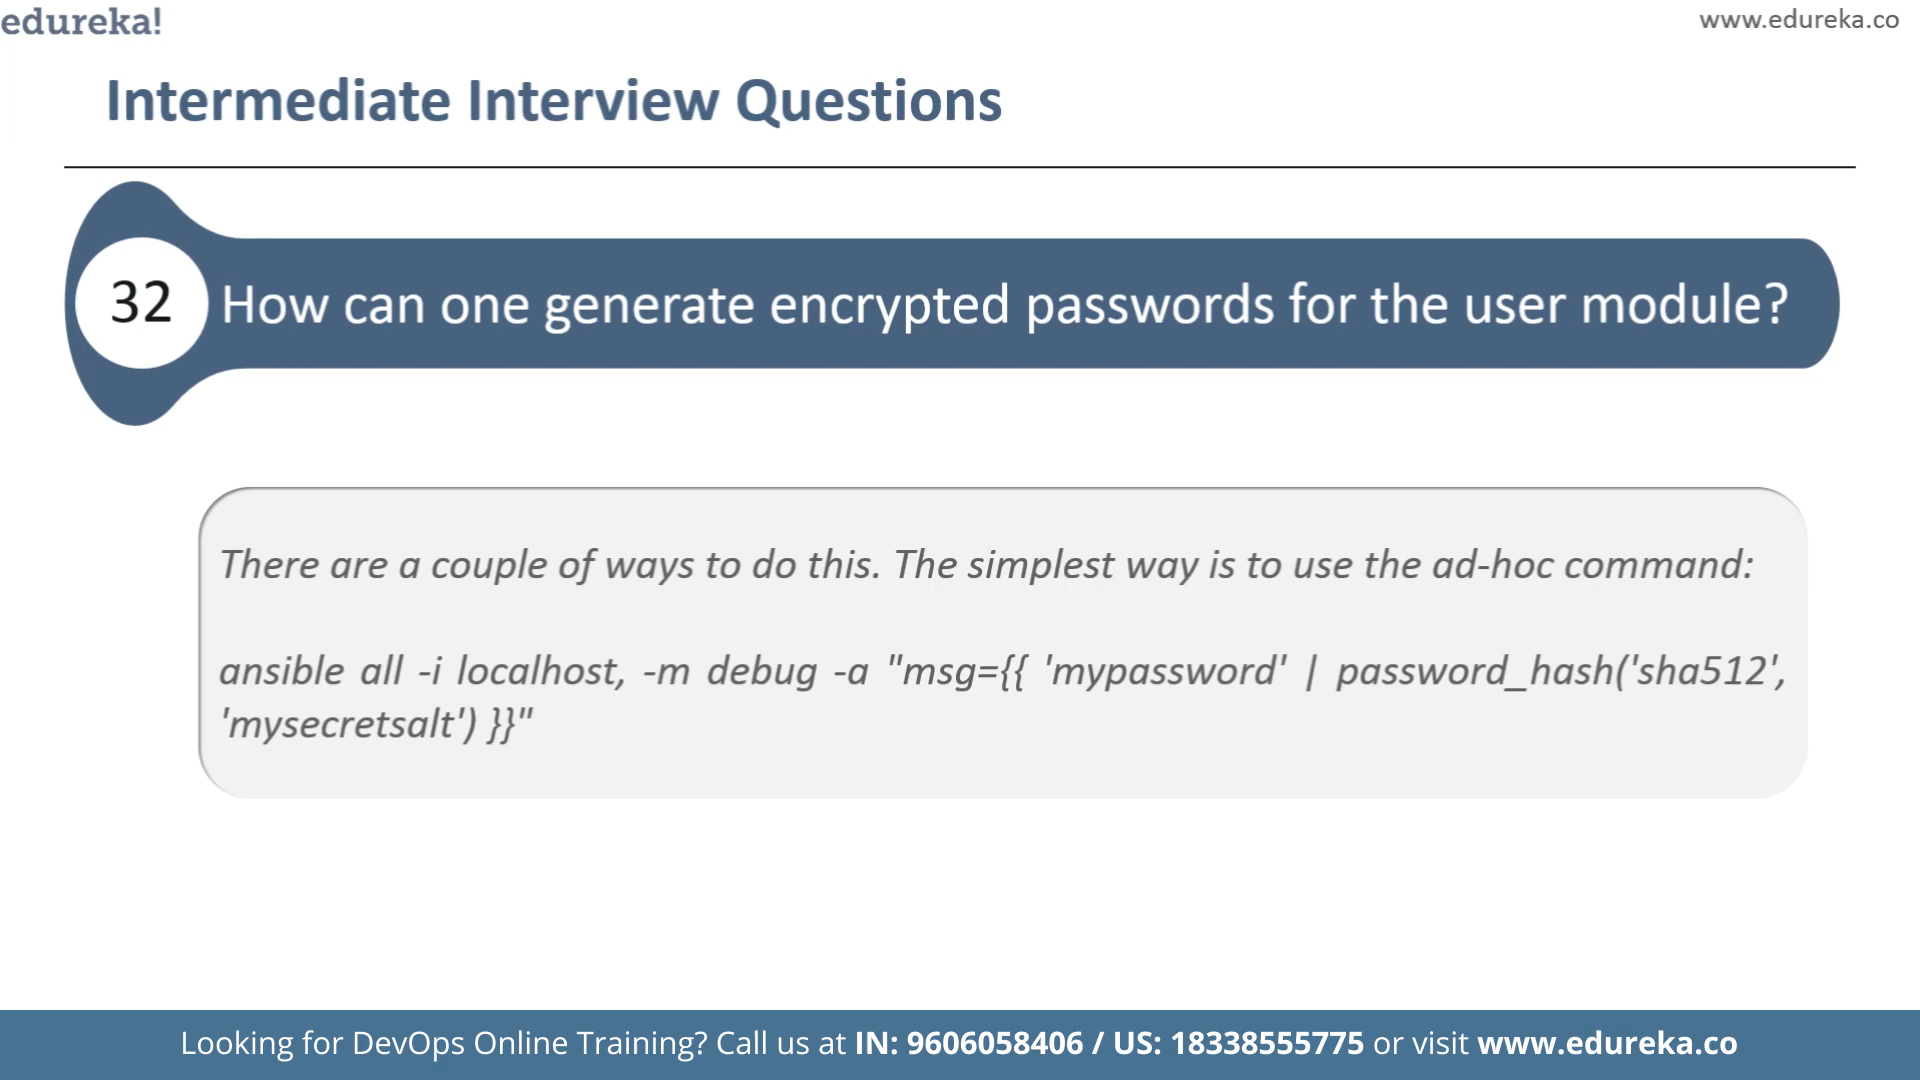 edureka!
www.edureka.co
Intermediate Interview Questions
32 How can one generate encrypted passwords for the user module?
There are a couple of ways to do this. The simplest way is to use the ad-hoc command:
ansible all -i localhost, -m debug -a "msg={{ 'mypassword' | password_hash('sha512',
'mysecretsalt') }}"
Looking for DevOps Online Training? Call us at IN: 9606058406 / US: 18338555775 or visit www.edureka.co